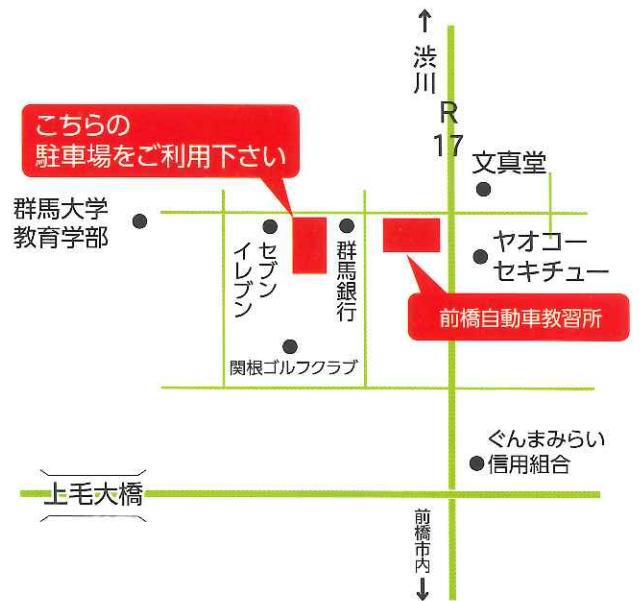 渋川
R
17
こちらの
駐車場をご利用下さい
文真堂
群馬大学
教育学部
セブン
イレブン
群馬銀行
ヤオコー
セキチュー
前橋自動車教習所
関根ゴルフクラブ
ぐんまみらい
信用組合
上毛大橋
前橋市内